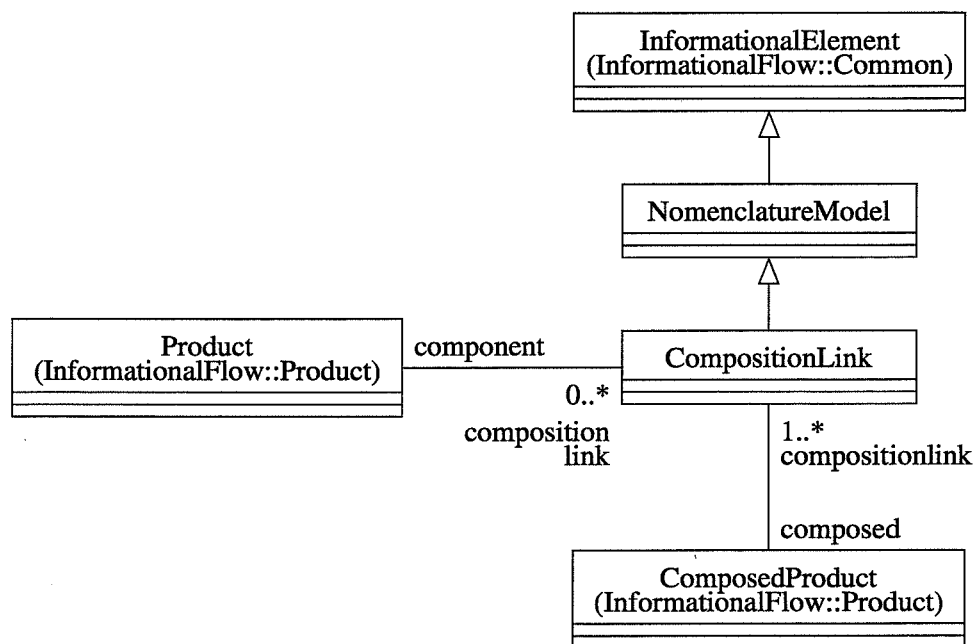 InformationalElement
(InformationalFlow::Common)
NomenclatureModel
Product
(InformationalFlow::Product)
component
CompositionLink
0..*
composition
link
1..*
compositionlink
composed
ComposedProduct
(InformationalFlow::Product)